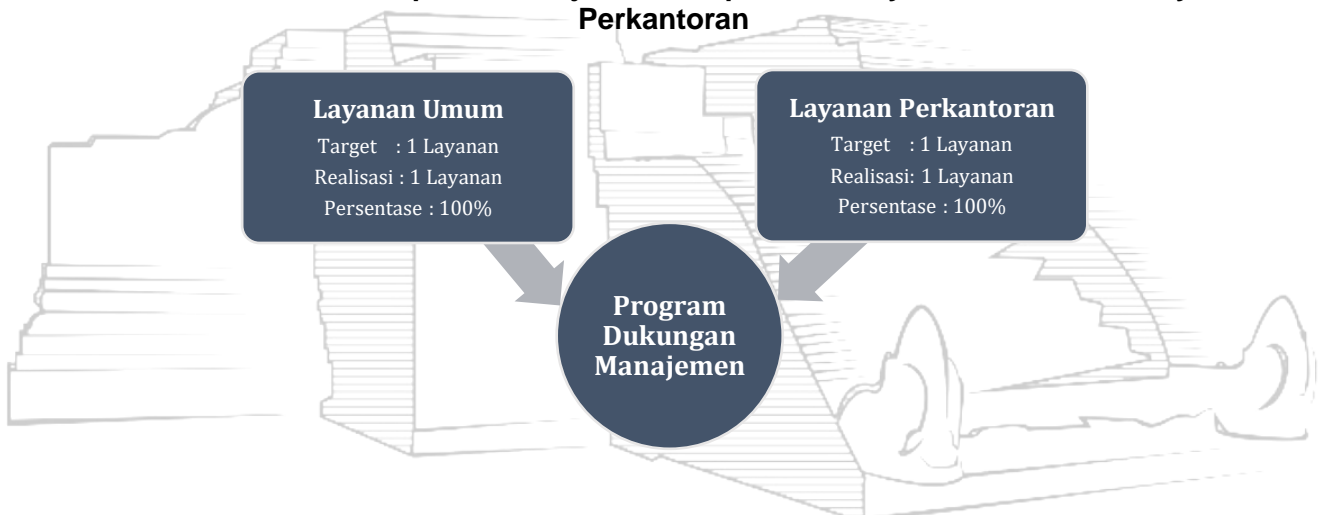 Perkantoran
Layanan Umum
Target : 1 Layanan
Realisasi : 1 Layanan
Persentase : 100%
Layanan Perkantoran
Target : 1 Layanan
Realisasi: 1 Layanan
Persentase : 100%
Program
Dukungan
Manajemen